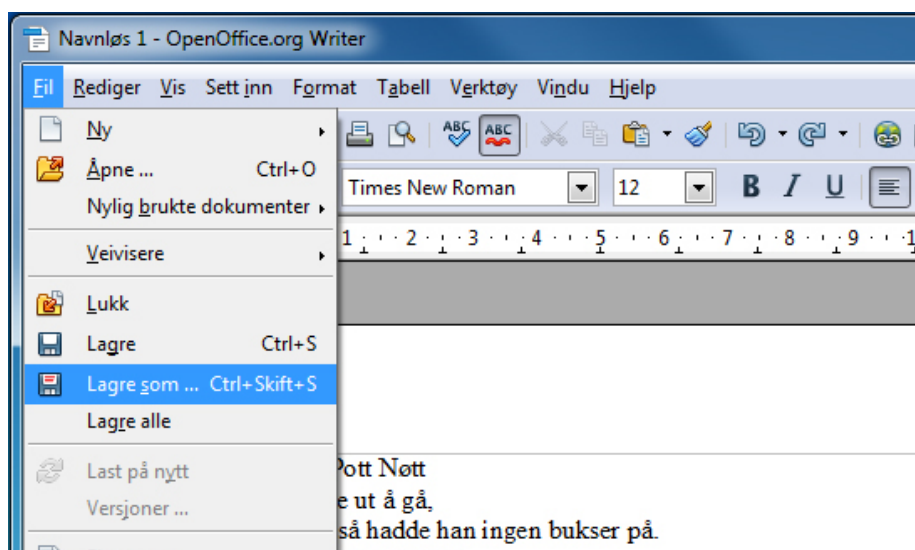 Navnløs 1 - OpenOffice.org Writer
Fil Rediger Vis Sett inn Format Tabell Verktøy Vindu Hjelp
Ny
Åpne ... Ctrl+O
Nylig brukte dokumenter
Veivisere
Lukk
Lagre Ctrl+S
Lagre som ... Ctrl+Skift+S
Lagre alle
Last på nytt
Versjoner ...
ABC ABC
Times New Roman 12 B I U
1 2 3 4 5 6 7 8 9
Pott Nøtt
ut å gå,
så hadde han ingen bukser på.